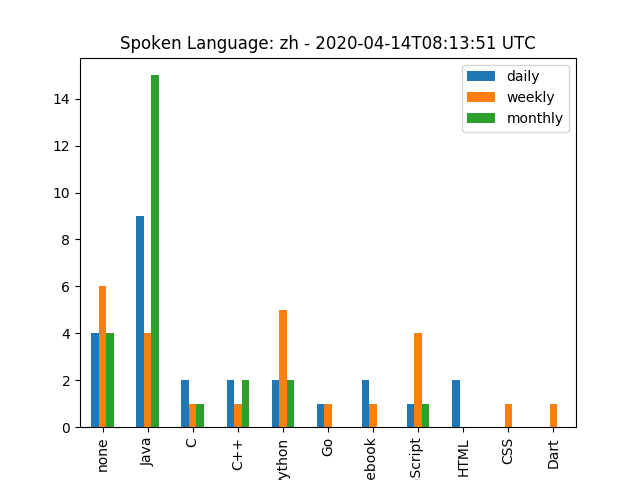 Spoken Language: zh - 2020-04-14T08:13:51 UTC
daily
weekly
monthly
14
12
10
8
6
4
2
0
none
Java
C
C++
ython
Go
ebook
Script
HTML
CSS
Dart